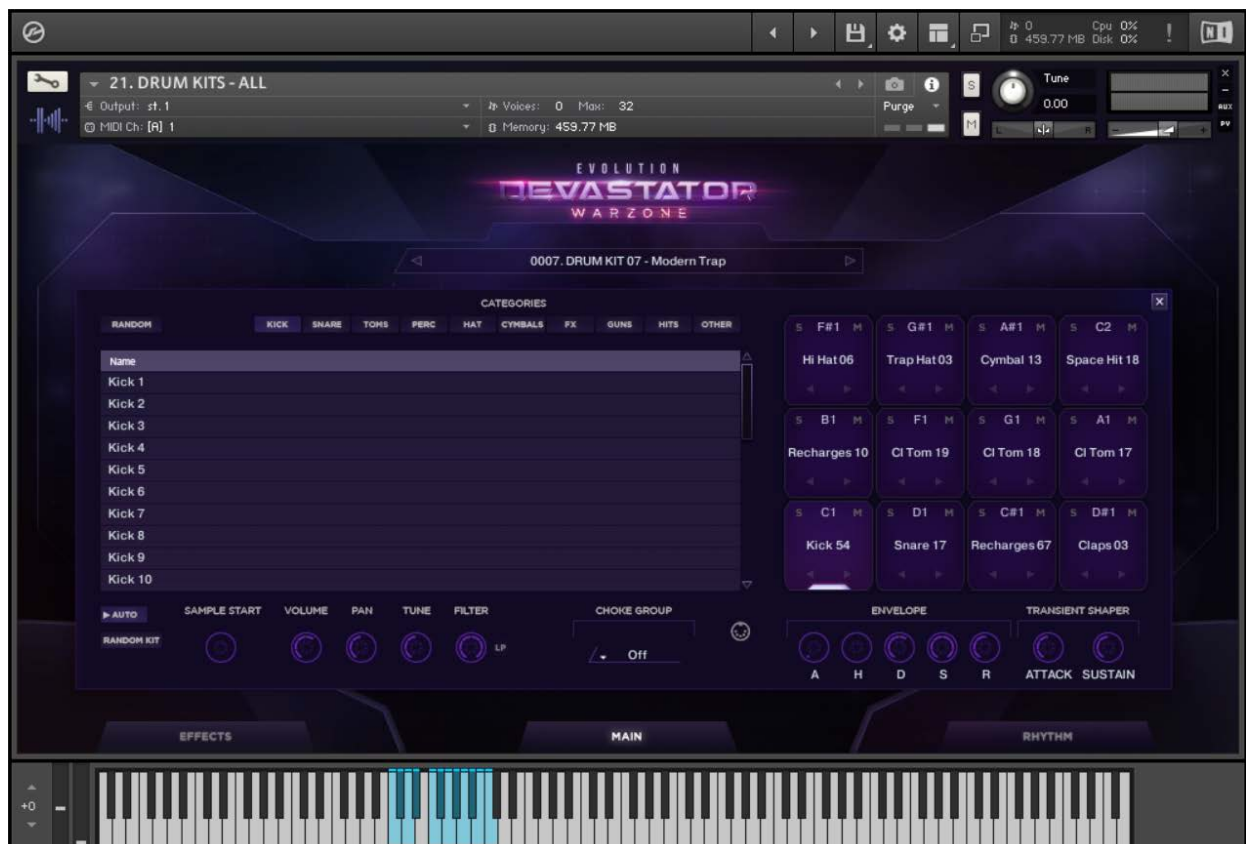 0 Cpu 0%
459.77 MB Disk 0%
! NI
21. DRUM KITS - ALL
S Tune
Output: st. 1 Voices: 0 Max: 32 Purge 0.00 AUX
MIDI Ch: [A] 1 Memory: 459.77 MB M L R - + PV
EVOLUTION
DEVASTATOR
WARZONE
0007. DRUM KIT 07 - Modern Trap
CATEGORIES
RANDOM KICK SNARE TOMS PERC HAT CYMBALS FX GUNS HITS OTHER
Name
Kick 1
Kick 2
Kick 3
Kick 4
Kick 5
Kick 6
Kick 7
Kick 8
Kick 9
Kick 10
S F#1 M S G#1 M S A#1 M S C2 M
Hi Hat 06 Trap Hat 03 Cymbal 13 Space Hit 18
S B1 M S F1 M S G1 M S A1 M
Recharges 10 Cl Tom 19 Cl Tom 18 Cl Tom 17
S C1 M S D1 M S C#1 M S D#1 M
Kick 54 Snare 17 Recharges 67 Claps 03
AUTO SAMPLE START VOLUME PAN TUNE FILTER CHOKE GROUP ENVELOPE TRANSIENT SHAPER
RANDOM KIT LP Off
A H D S R ATTACK SUSTAIN
EFFECTS MAIN RHYTHM
+0